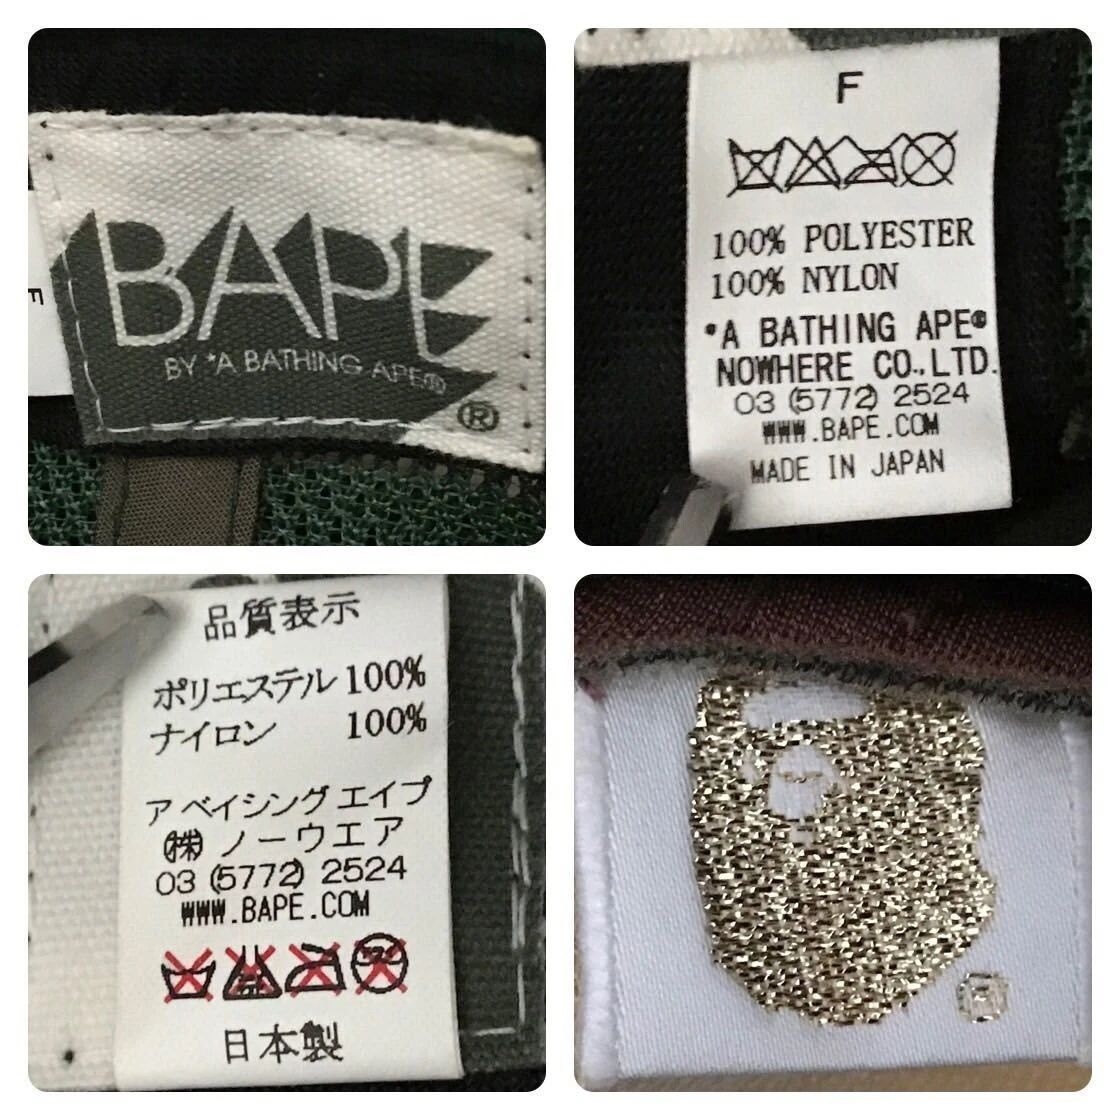 BAPE
BY *A BATHING APE®
®
F
F
100% POLYESTER
100% NYLON
*A BATHING APE®
NOWHERE CO.,LTD.
03 (5772) 2524
WWW.BAPE.COM
MADE IN JAPAN
品質表示
ポリエステル 100%
ナイロン 100%
ア ベイシング エイプ
㈱ ノーウエア
03 (5772) 2524
WWW.BAPE.COM
日本製
®